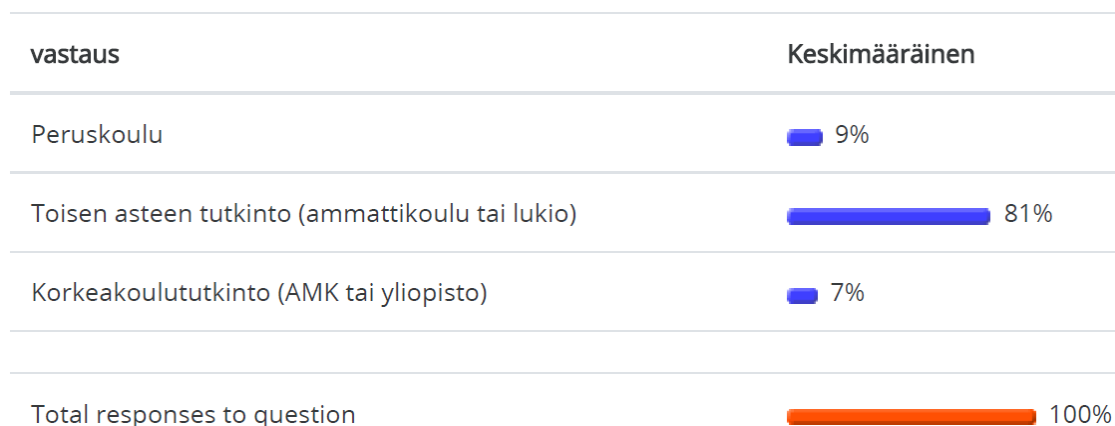 vastaus Keskimääräinen
Peruskoulu 9%
Toisen asteen tutkinto (ammattikoulu tai lukio) 81%
Korkeakoulututkinto (AMK tai yliopisto) 7%
Total responses to question 100%